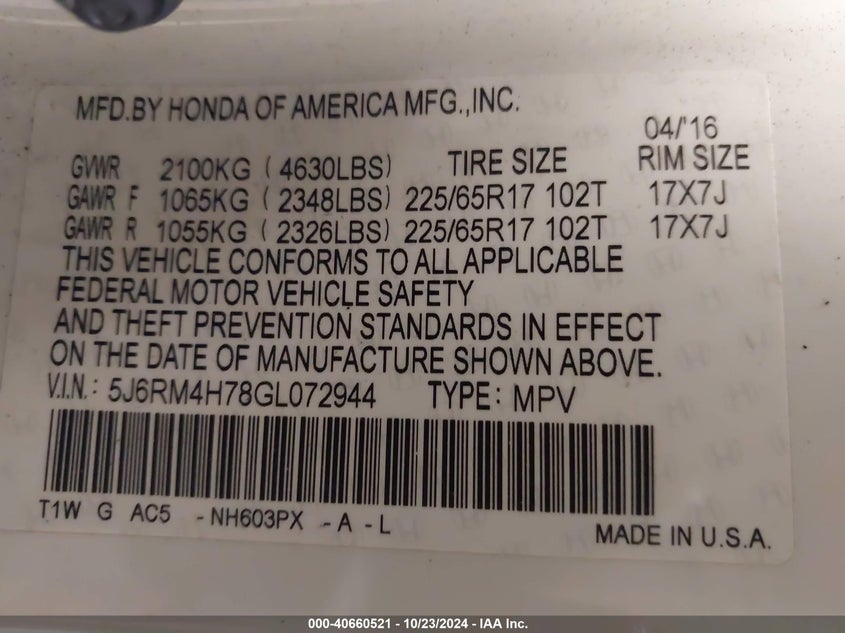 MFD.BY HONDA OF AMERICA MFG.,INC.
04/'16
GVWR 2100KG ( 4630LBS) TIRE SIZE RIM SIZE
GAWR F 1065KG ( 2348LBS) 225/65R17 102T 17X7J
GAWR R 1055KG ( 2326LBS) 225/65R17 102T 17X7J
THIS VEHICLE CONFORMS TO ALL APPLICABLE
FEDERAL MOTOR VEHICLE SAFETY
AND THEFT PREVENTION STANDARDS IN EFFECT
ON THE DATE OF MANUFACTURE SHOWN ABOVE.
V.I.N.: 5J6RM4H78GL072944 TYPE: MPV
T1W G AC5 -NH603PX -A -L
MADE IN U.S.A.
000-40660521 - 10/23/2024 - IAA Inc.